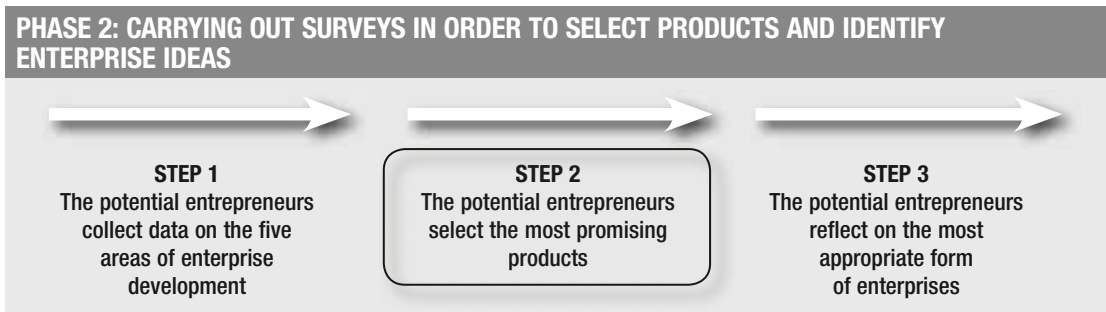 PHASE 2: CARRYING OUT SURVEYS IN ORDER TO SELECT PRODUCTS AND IDENTIFY
ENTERPRISE IDEAS
STEP 1
The potential entrepreneurs
collect data on the five
areas of enterprise
development
STEP 2
The potential entrepreneurs
select the most promising
products
STEP 3
The potential entrepreneurs
reflect on the most
appropriate form
of enterprises